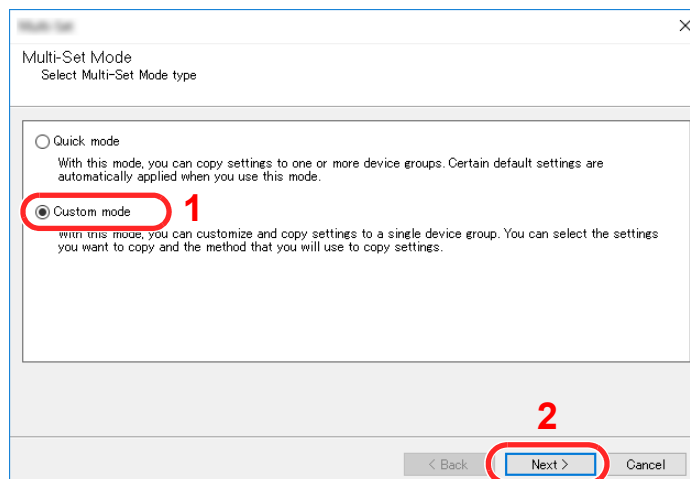 Multi-Set Mode
Select Multi-Set Mode type
Quick mode
With this mode, you can copy settings to one or more device groups. Certain default settings are
automatically applied when you use this mode.
Custom mode 1
With this mode, you can customize and copy settings to a single device group. You can select the settings
you want to copy and the method that you will use to copy settings.
2
< Back Next > Cancel